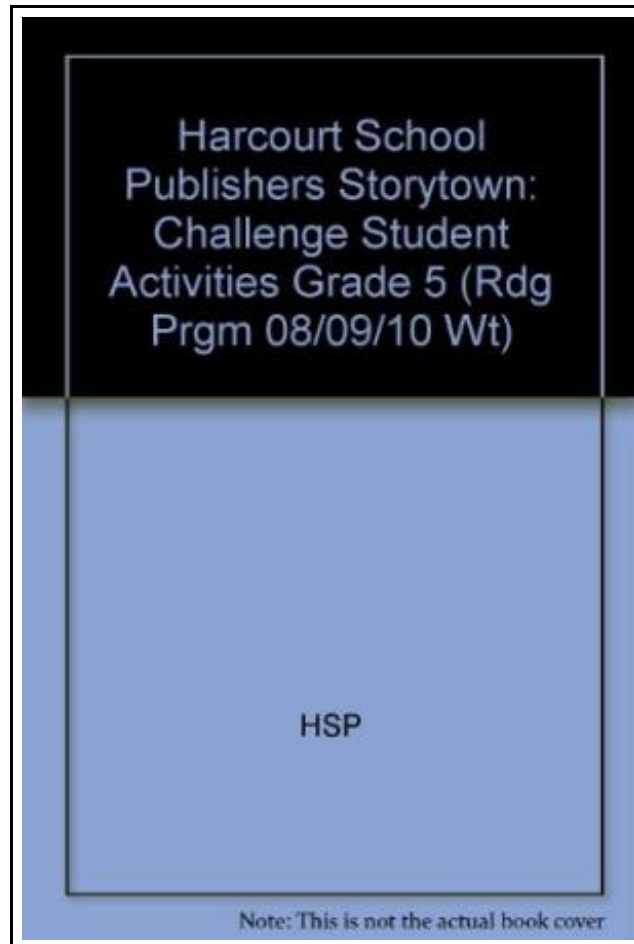 Harcourt School
Publishers Storytown:
Challenge Student
Activities Grade 5 (Rdg
Prgm 08/09/10 Wt)
HSP
Note: This is not the actual book cover